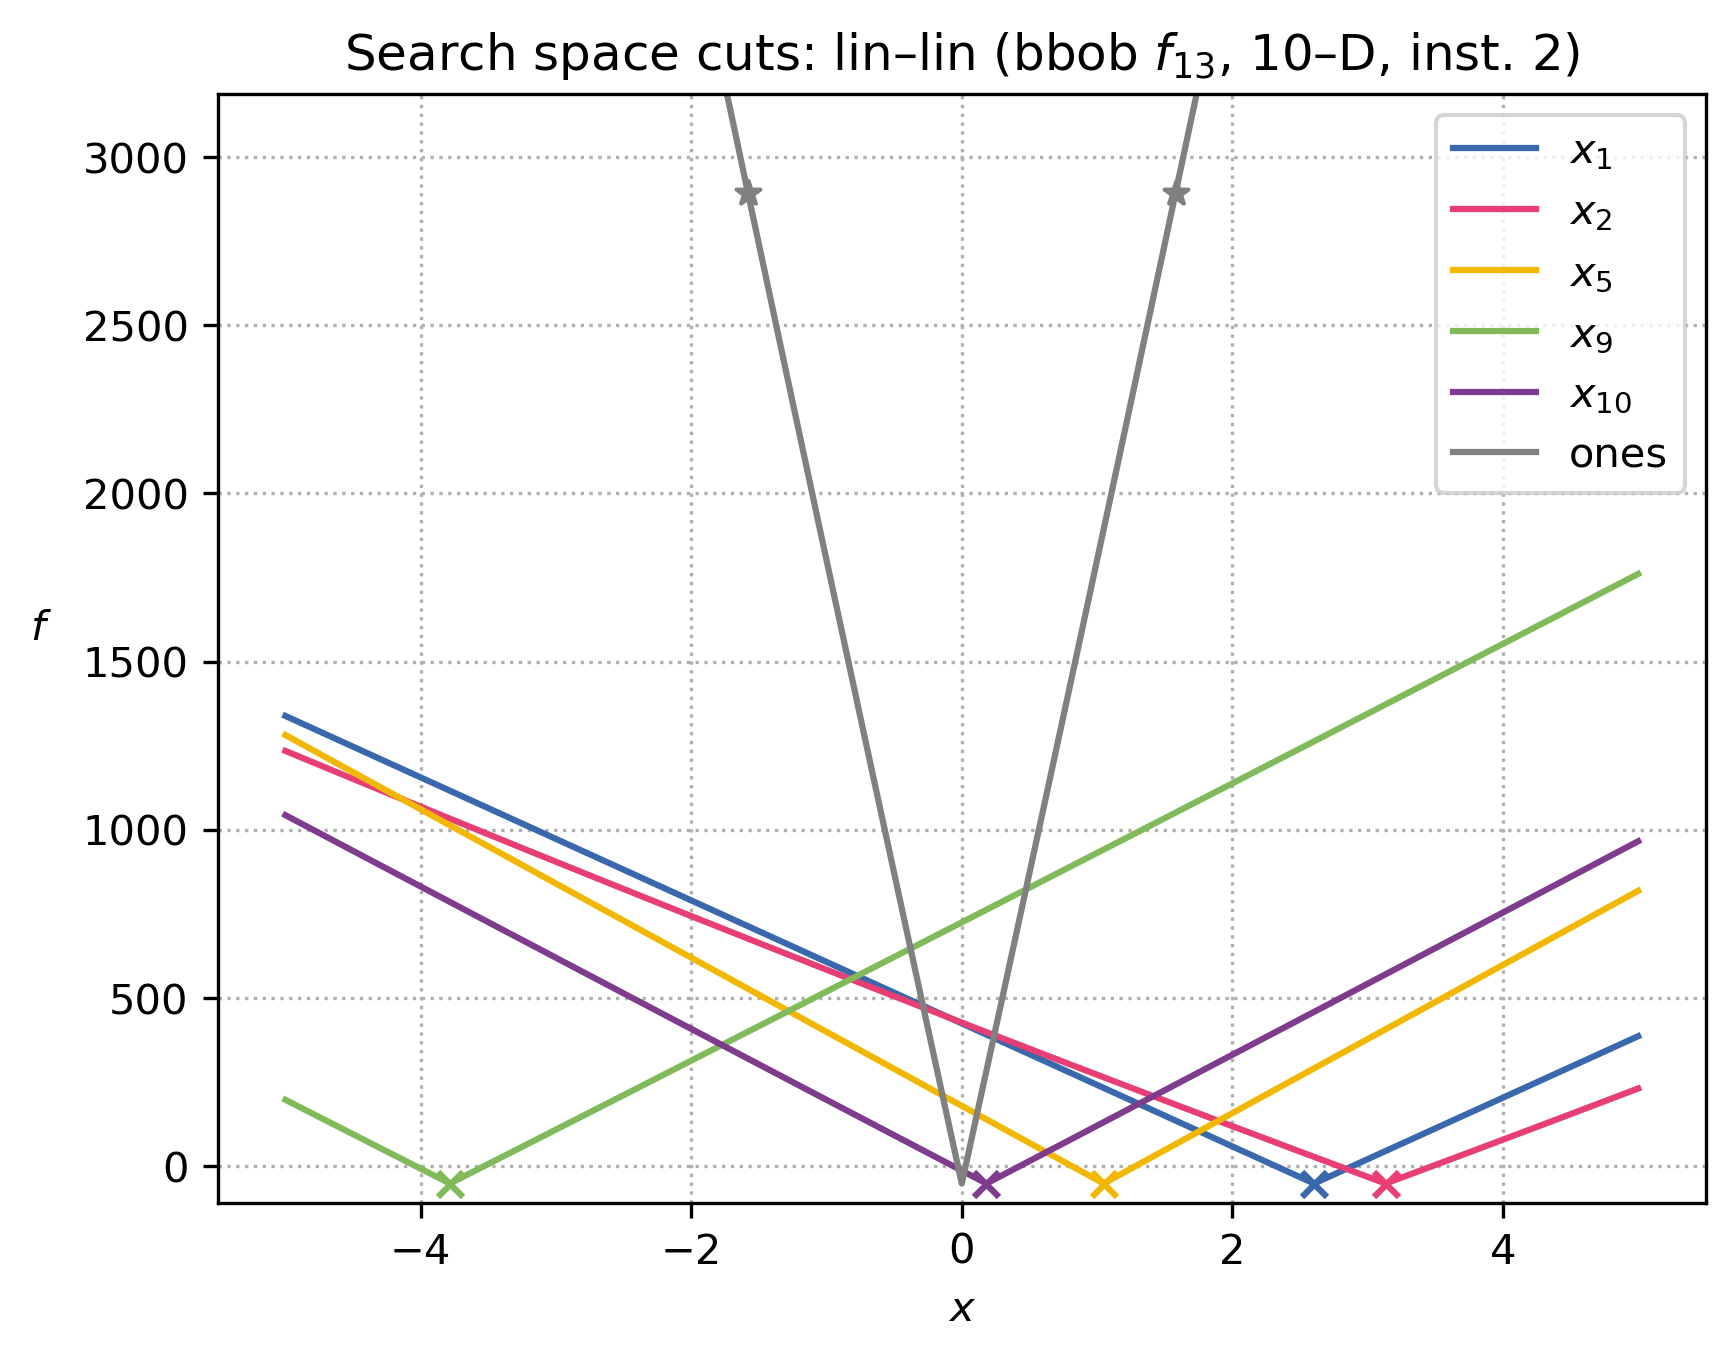 Search space cuts: lin–lin (bbob f₁₃, 10–D, inst. 2)
3000
2500
2000
1500
1000
500
0
f
−4
−2
0
2
4
x
x₁
x₂
x₅
x₉
x₁₀
ones